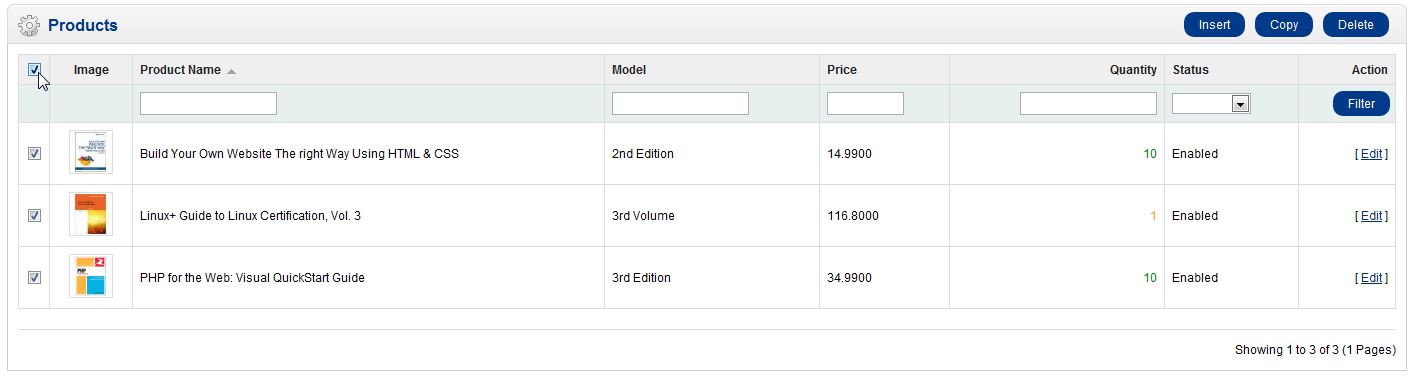 Products
Insert Copy Delete
Image Product Name Model Price Quantity Status Action
Filter
Build Your Own Website The right Way Using HTML & CSS 2nd Edition 14.9900 10 Enabled [ Edit ]
Linux+ Guide to Linux Certification, Vol. 3 3rd Volume 116.8000 1 Enabled [ Edit ]
PHP for the Web: Visual QuickStart Guide 3rd Edition 34.9900 10 Enabled [ Edit ]
Showing 1 to 3 of 3 (1 Pages)